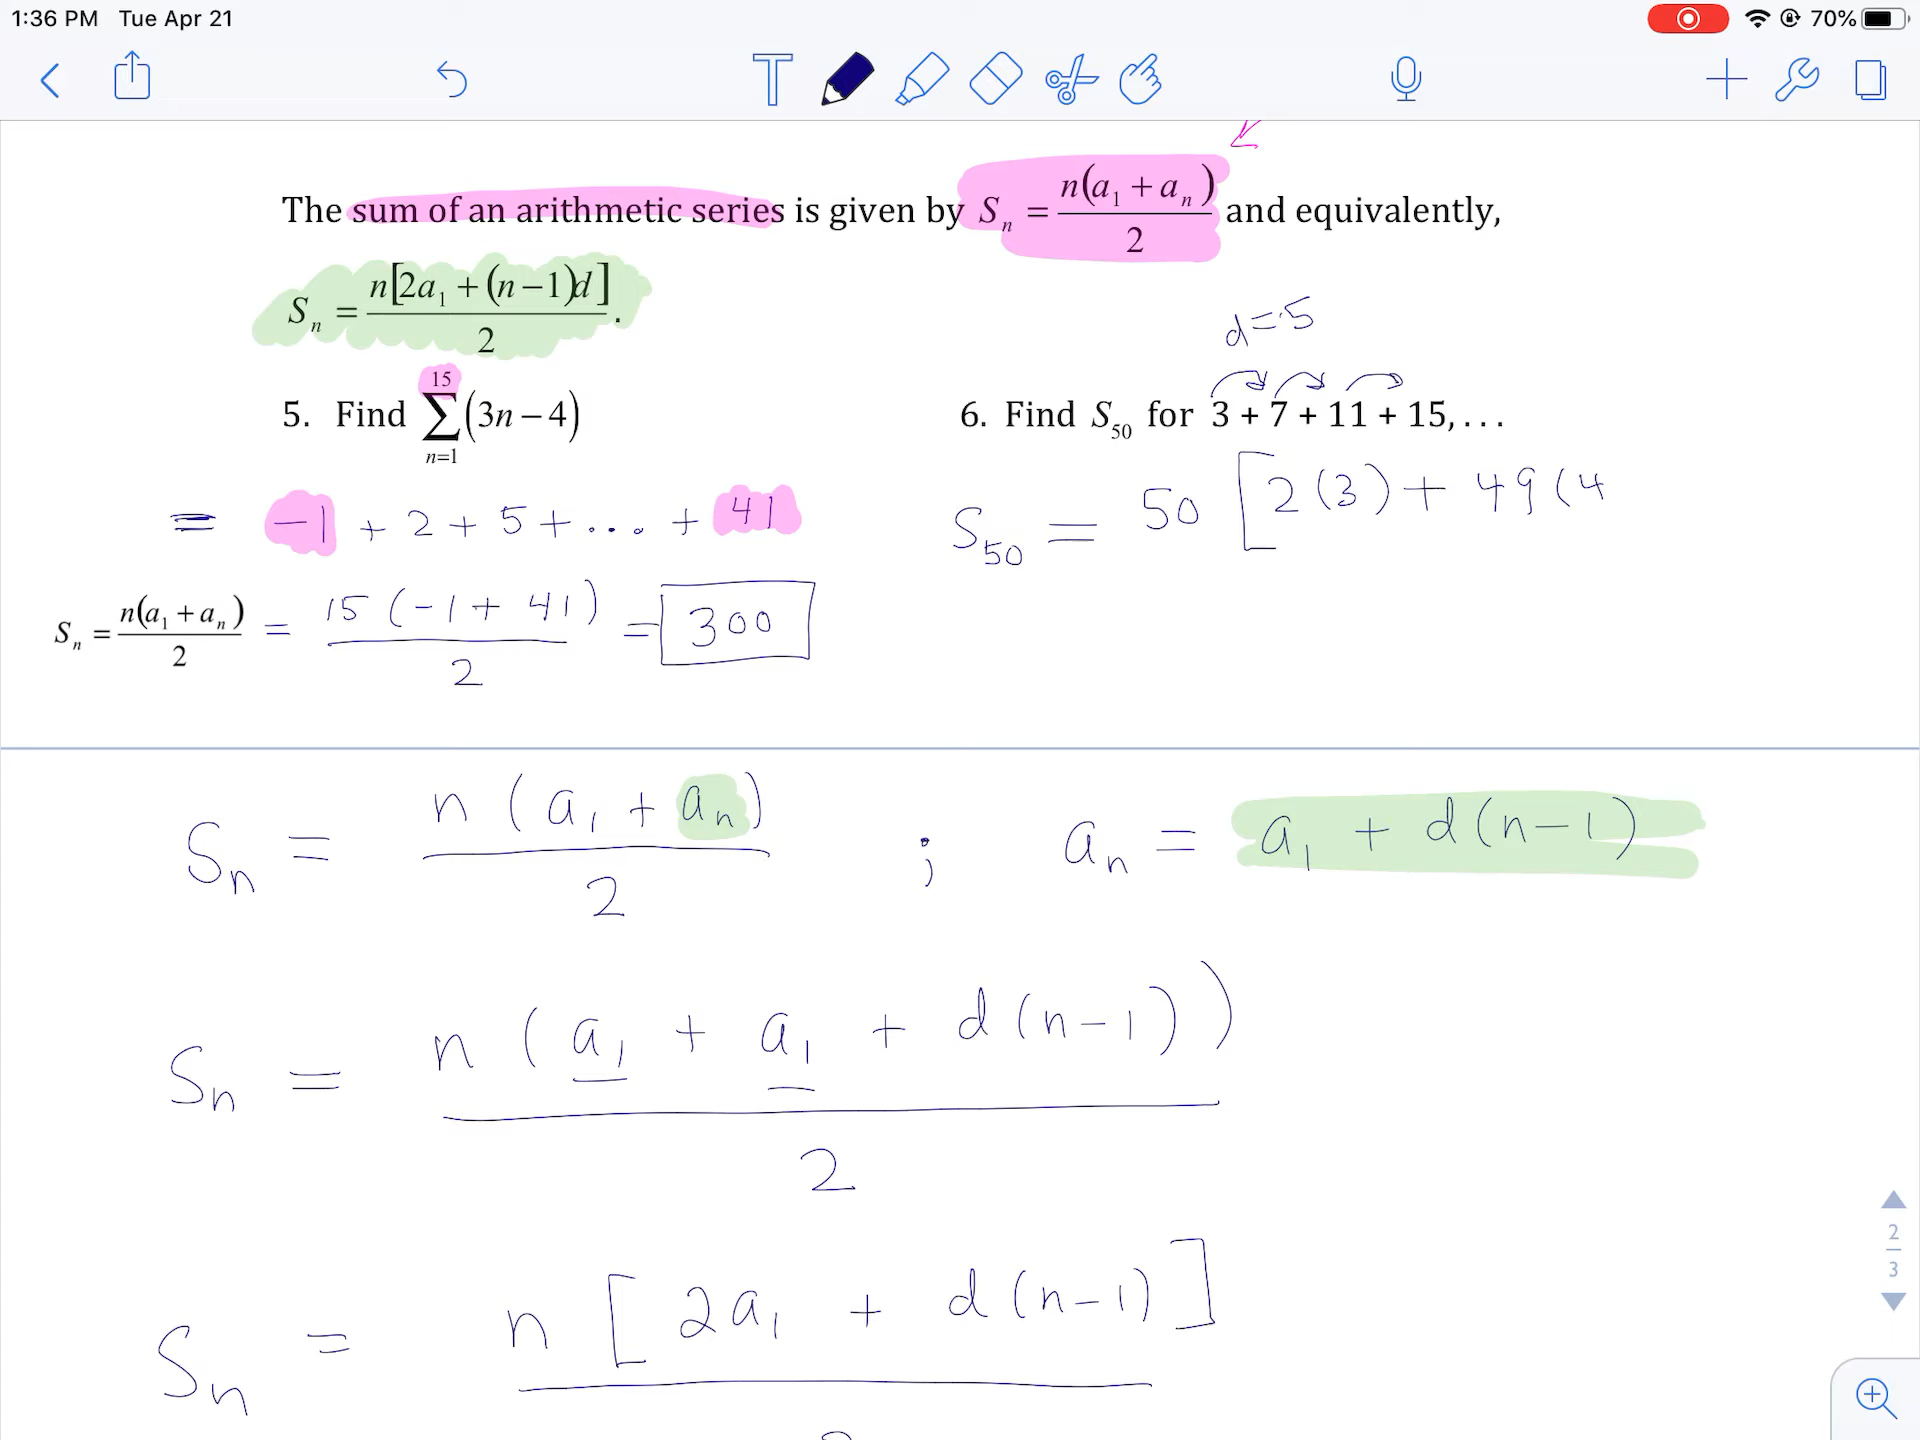 1:36 PM Tue Apr 21
70%
T
The sum of an arithmetic series is given by Sₙ = n(a₁ + aₙ)/2 and equivalently,
Sₙ = n[2a₁ + (n−1)d]/2.
d = 5
5. Find ∑ₙ₌₁¹⁵ (3n − 4)
6. Find S₅₀ for 3 + 7 + 11 + 15, ...
= −1 + 2 + 5 + ... + 41
S₅₀ = 50 [2(3) + 49(4
Sₙ = n(a₁ + aₙ)/2 = 15(−1 + 41)/2 = 300
Sₙ = n(a₁ + aₙ)/2 ; aₙ = a₁ + d(n−1)
Sₙ = n(a₁ + a₁ + d(n−1))/2
2/3
Sₙ = n[2a₁ + d(n−1)]